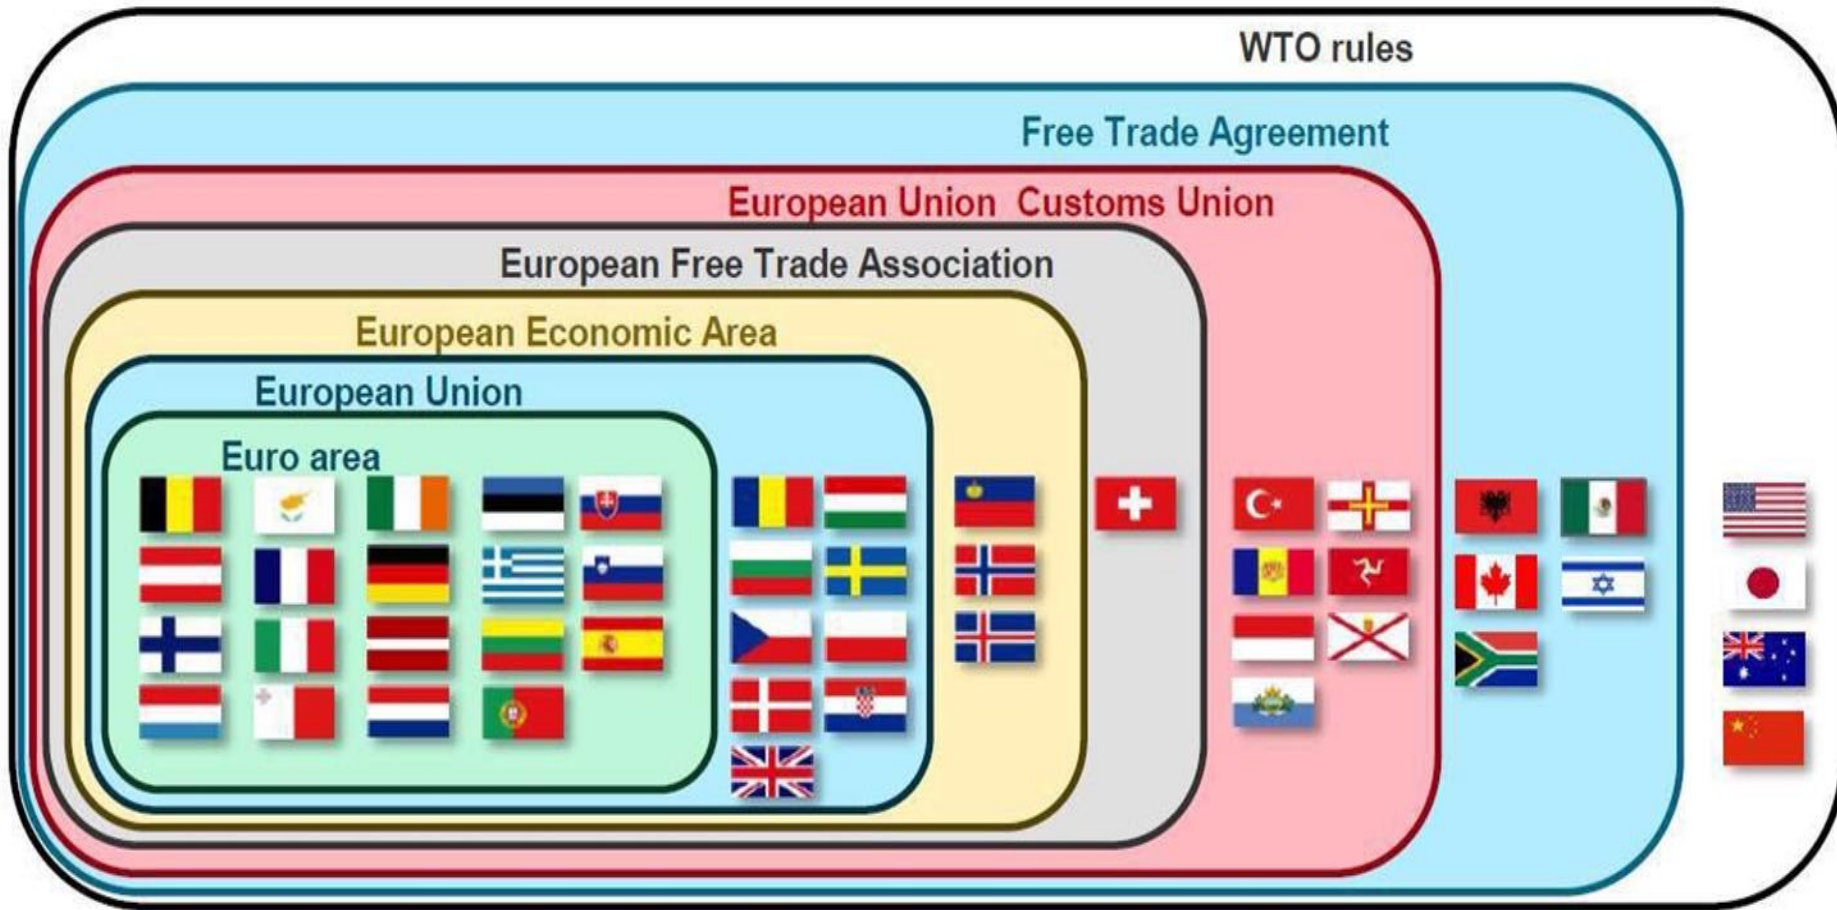 WTO rules
Free Trade Agreement
European Union Customs Union
European Free Trade Association
European Economic Area
European Union
Euro area